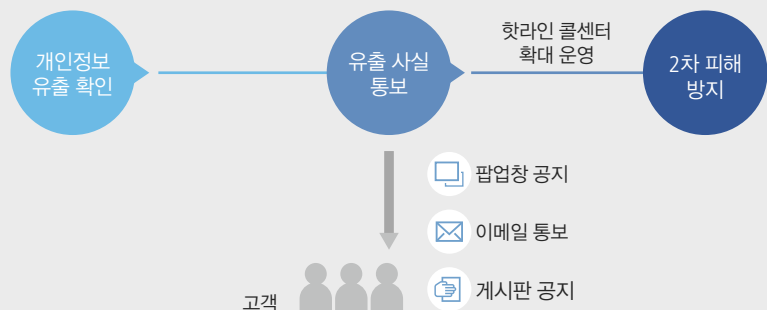 개인정보
유출 확인
유출 사실
통보
핫라인 콜센터
확대 운영
2차 피해
방지
팝업창 공지
이메일 통보
게시판 공지
고객